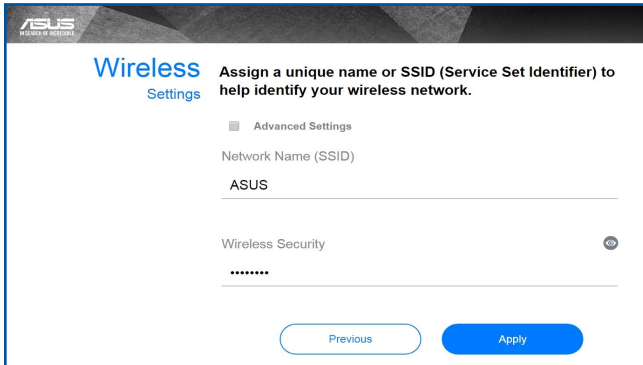 ASUS
IN SEARCH OF INCREDIBLE
Wireless
Settings
Assign a unique name or SSID (Service Set Identifier) to
help identify your wireless network.
Advanced Settings
Network Name (SSID)
ASUS
Wireless Security
••••••••
Previous
Apply